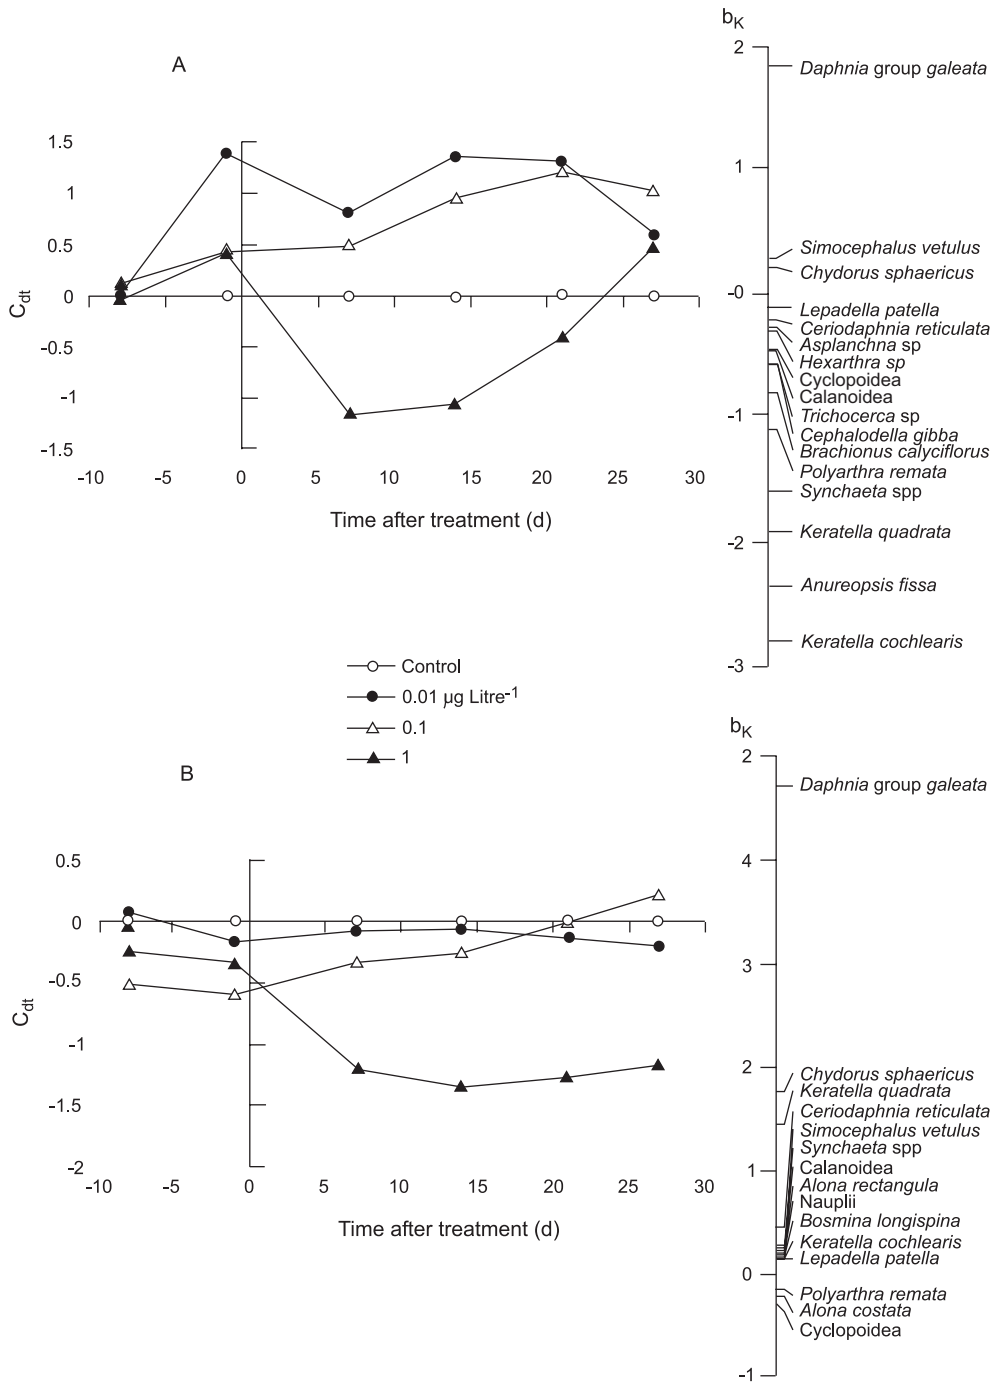 A
b_K
2
Daphnia group galeata
1.5
1
1
0.5
Simocephalus vetulus
Chydorus sphaericus
C_dt
0
-0
Lepadella patella
Ceriodaphnia reticulata
Asplanchna sp
-0.5
Hexarthra sp
Cyclopoidea
Calanoidea
-1
-1
Trichocerca sp
Cephalodella gibba
-1.5
Brachionus calyciflorus
Polyarthra remata
-10 -5 0 5 10 15 20 25 30
Synchaeta spp
Time after treatment (d)
Keratella quadrata
-2
Anureopsis fissa
Keratella cochlearis
-3
Control
0.01 µg Litre⁻¹
0.1
1
B
b_K
2
Daphnia group galeata
0.5
4
0
3
-0.5
C_dt
-1
2
Chydorus sphaericus
Keratella quadrata
-1.5
Ceriodaphnia reticulata
Simocephalus vetulus
Synchaeta spp
-2
1
Calanoidea
-10 -5 0 5 10 15 20 25 30
Alona rectangula
Nauplii
Time after treatment (d)
Bosmina longispina
Keratella cochlearis
Lepadella patella
0
Polyarthra remata
Alona costata
Cyclopoidea
-1